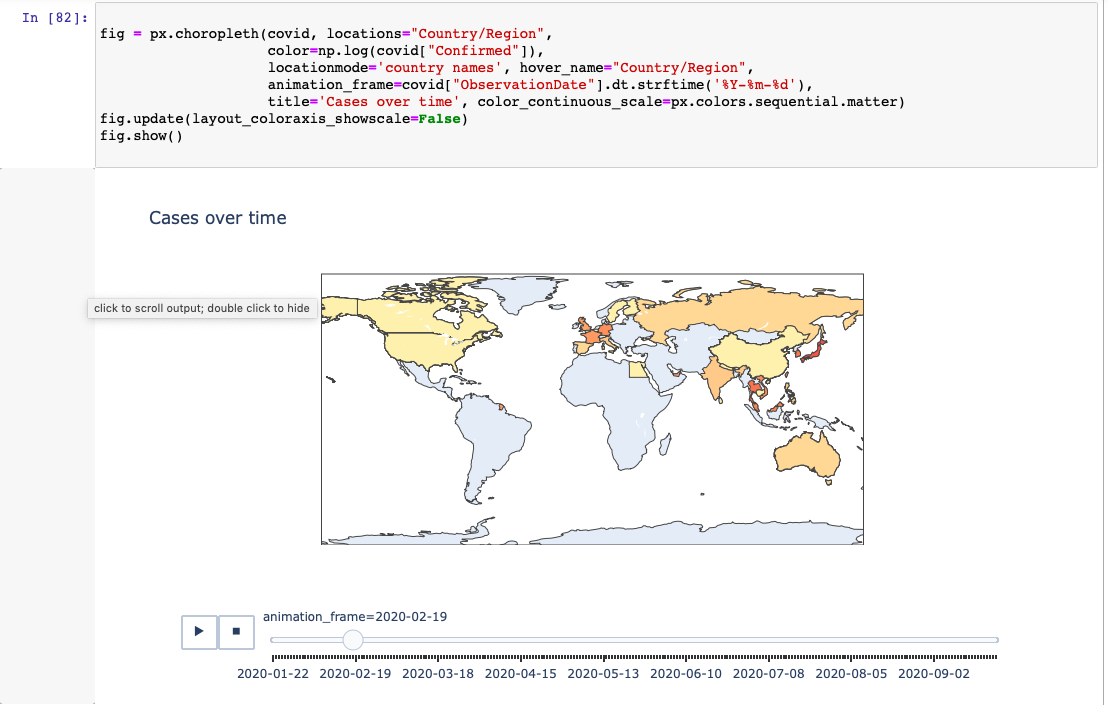 In [82]:
fig = px.choropleth(covid, locations="Country/Region",
color=np.log(covid["Confirmed"]),
locationmode='country names', hover_name="Country/Region",
animation_frame=covid["ObservationDate"].dt.strftime('%Y-%m-%d'),
title='Cases over time', color_continuous_scale=px.colors.sequential.matter)
fig.update(layout_coloraxis_showscale=False)
fig.show()
Cases over time
click to scroll output; double click to hide
animation_frame=2020-02-19
2020-01-22 2020-02-19 2020-03-18 2020-04-15 2020-05-13 2020-06-10 2020-07-08 2020-08-05 2020-09-02